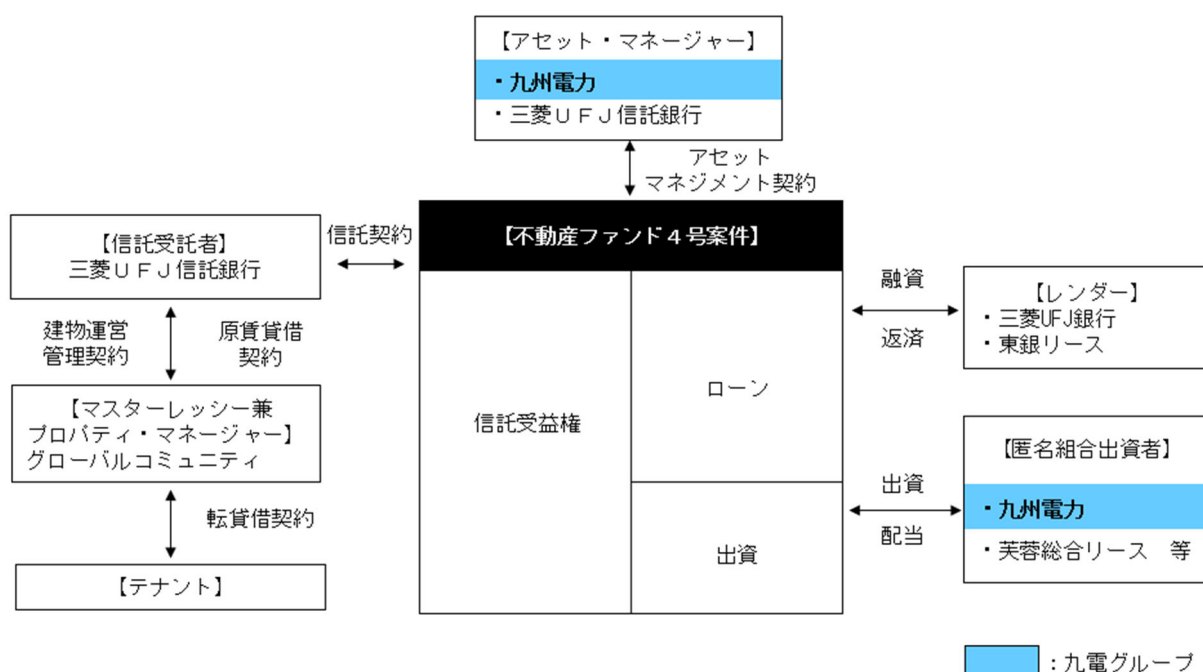 【アセット・マネージャー】
・九州電力
・三菱ＵＦＪ信託銀行
アセット
マネジメント契約
【信託受託者】
三菱ＵＦＪ信託銀行
信託契約
【不動産ファンド４号案件】
融資
返済
【レンダー】
・三菱UFJ銀行
・東銀リース
建物運営
管理契約
原賃貸借
契約
【マスターレッシー兼
プロパティ・マネージャー】
グローバルコミュニティ
信託受益権
ローン
出資
出資
配当
【匿名組合出資者】
・九州電力
・芙蓉総合リース　等
転貸借契約
【テナント】
：九電グループ